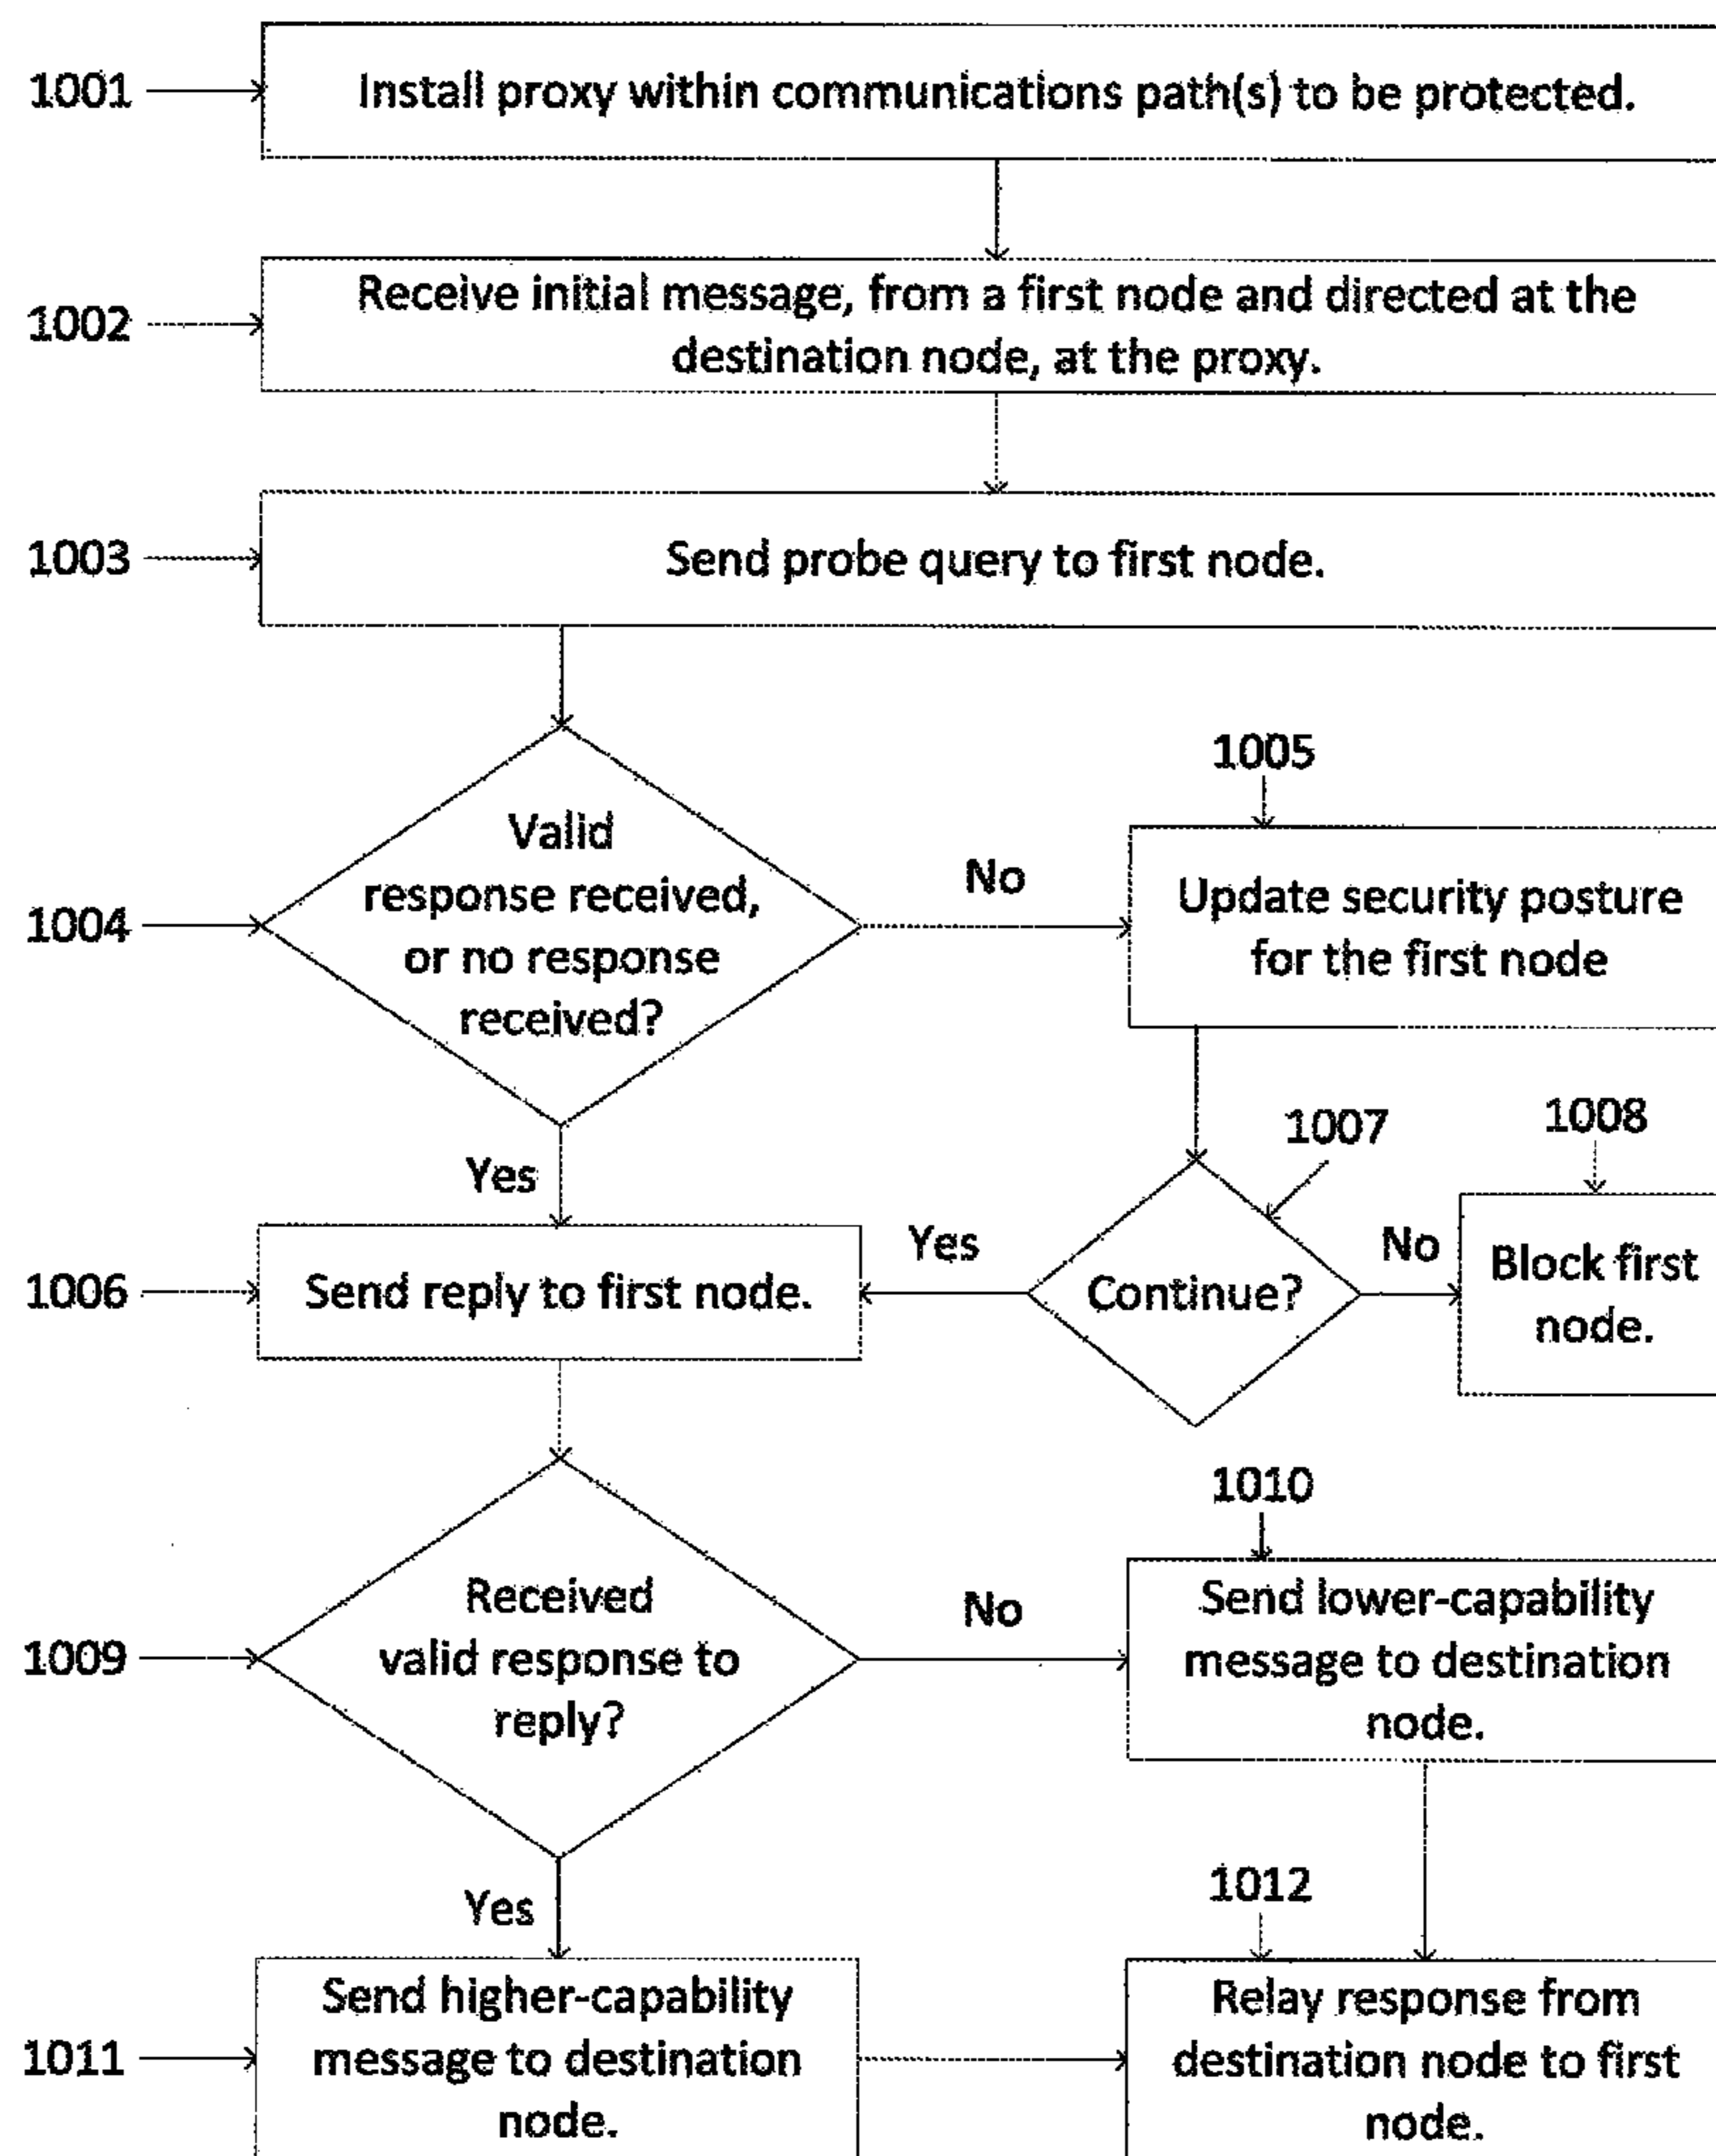 1001
Install proxy within communications path(s) to be protected.
1002
Receive initial message, from a first node and directed at the
destination node, at the proxy.
1003
Send probe query to first node.
1004
Valid
response received,
or no response
received?
No
1005
Update security posture
for the first node
Yes
1006
Send reply to first node.
Yes
1007
Continue?
No
1008
Block first
node.
1009
Received
valid response to
reply?
No
1010
Send lower-capability
message to destination
node.
Yes
1011
Send higher-capability
message to destination
node.
1012
Relay response from
destination node to first
node.